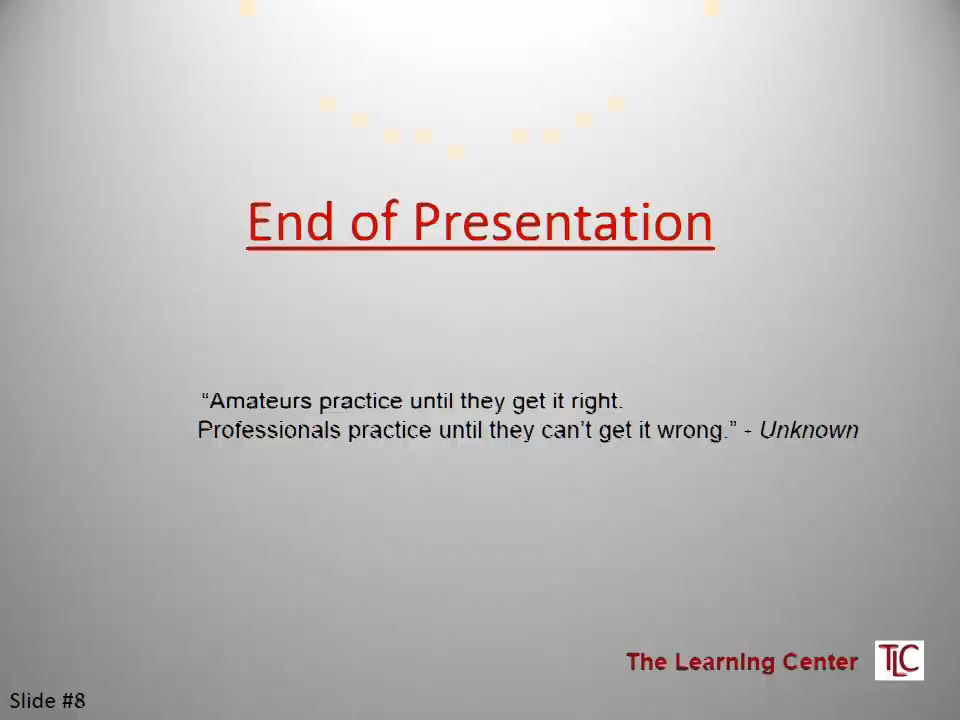 End of Presentation
“Amateurs practice until they get it right.
Professionals practice until they can’t get it wrong.” - Unknown
The Learning Center
TLC
Slide #8